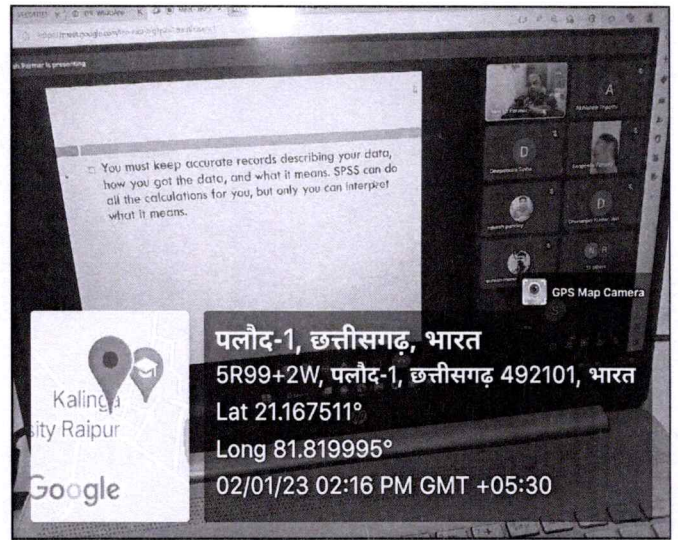 is presenting
You must keep accurate records describing your data,
how you got the data, and what it means. SPSS can do
all the calculations for you, but only you can interpret
what it means.
A
D
D
N R
S
GPS Map Camera
पलौद-1, छत्तीसगढ़, भारत
5R99+2W, पलौद-1, छत्तीसगढ़ 492101, भारत
Lat 21.167511°
Long 81.819995°
02/01/23 02:16 PM GMT +05:30
Kalinga
sity Raipur
Google